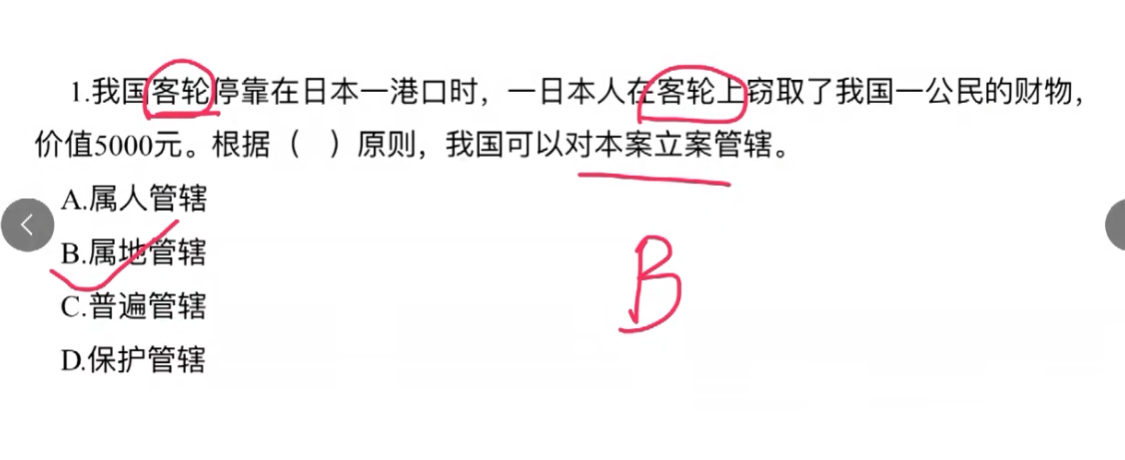 1.我国客轮停靠在日本一港口时，一日本人在客轮上窃取了我国一公民的财物，
价值5000元。根据（ ）原则，我国可以对本案立案管辖。
A.属人管辖
B.属地管辖
C.普遍管辖
D.保护管辖
B